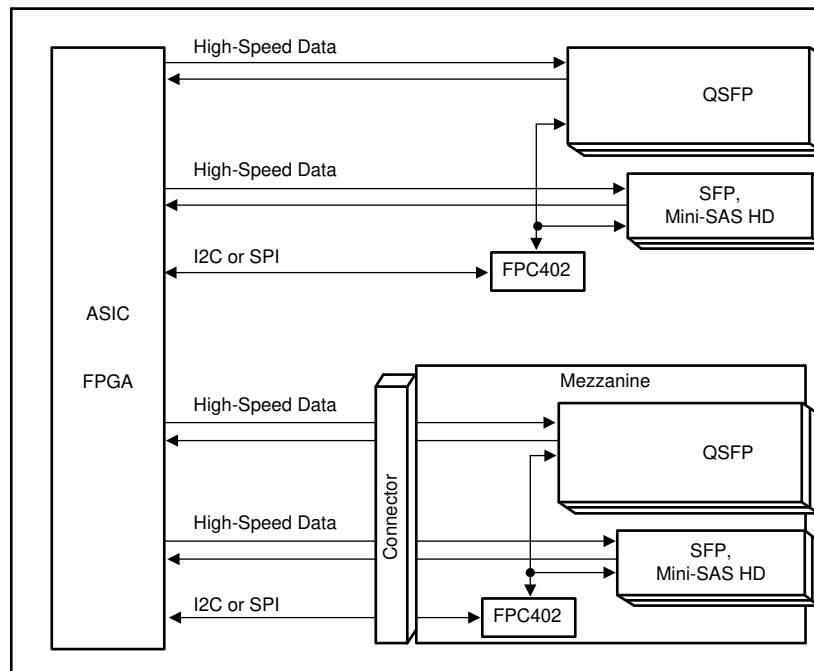 High-Speed Data
QSFP
High-Speed Data
SFP,
Mini-SAS HD
I2C or SPI
FPC402
ASIC
FPGA
Mezzanine
High-Speed Data
QSFP
Connector
High-Speed Data
SFP,
Mini-SAS HD
I2C or SPI
FPC402